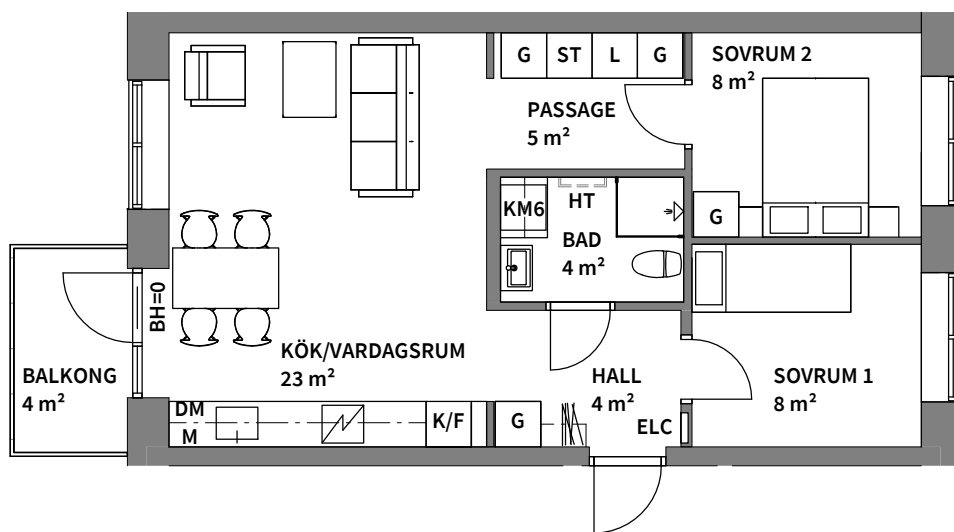 G ST L G
SOVRUM 2
8 m²
PASSAGE
5 m²
KM6
HT
BAD
4 m²
G
BH=0
KÖK/VARDAGSRUM
23 m²
BALKONG
4 m²
HALL
4 m²
SOVRUM 1
8 m²
DM
M
K/F
G
ELC